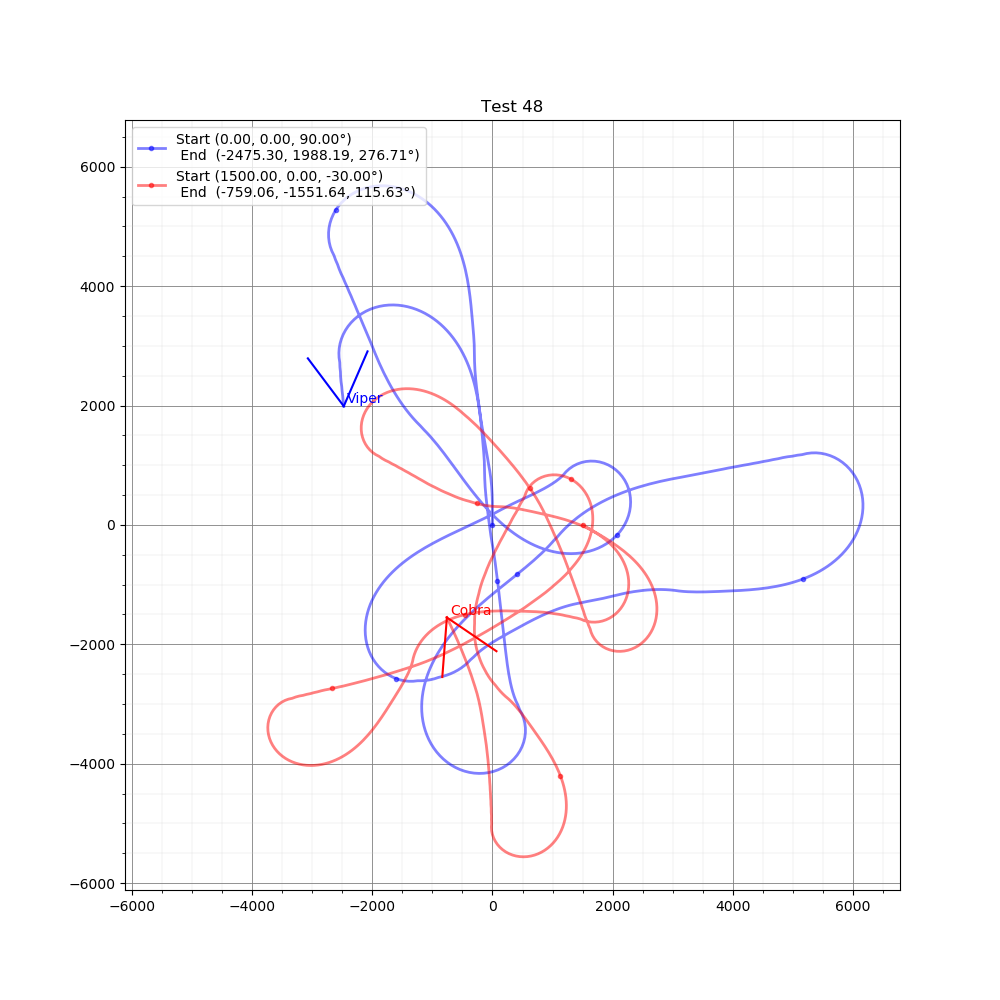 Test 48
Start (0.00, 0.00, 90.00°)
End  (-2475.30, 1988.19, 276.71°)
Start (1500.00, 0.00, -30.00°)
End  (-759.06, -1551.64, 115.63°)
6000
4000
2000
0
−2000
−4000
−6000
Viper
Cobra
−6000 −4000 −2000 0 2000 4000 6000